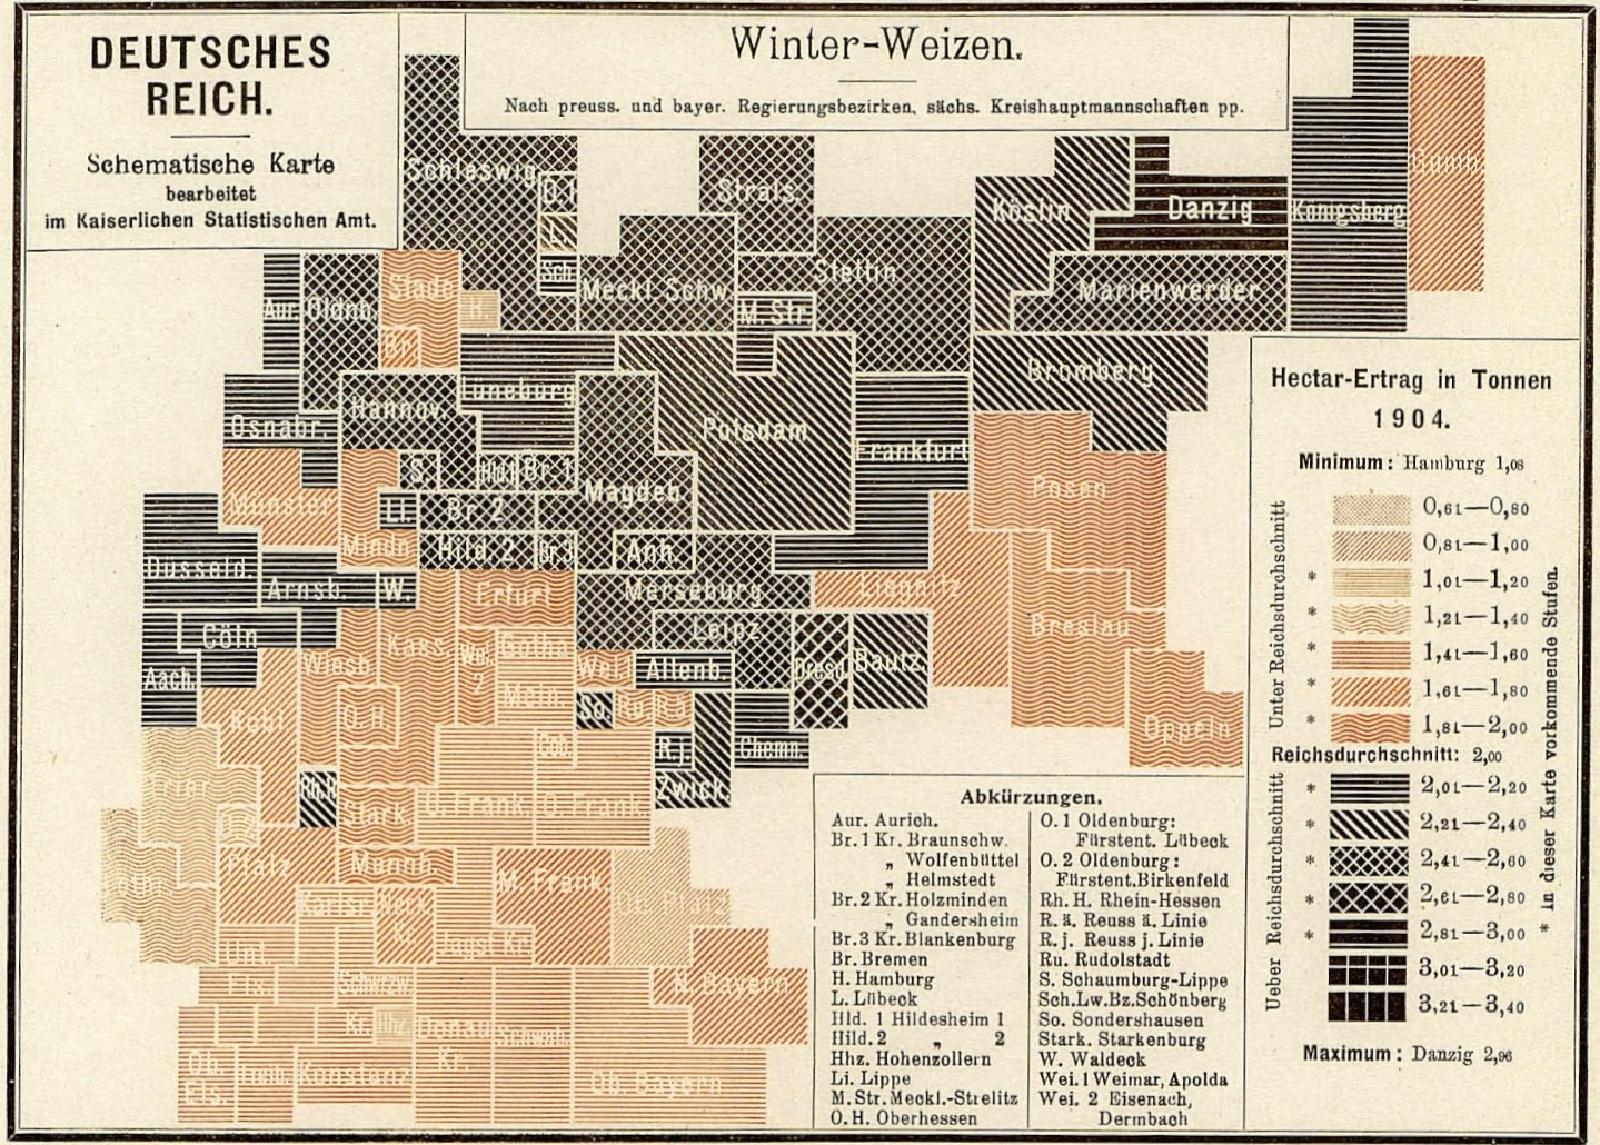 DEUTSCHES
REICH.
Schematische Karte
bearbeitet
im Kaiserlichen Statistischen Amt.
Winter-Weizen.
Nach preuss. und bayer. Regierungsbezirken, sächs. Kreishauptmannschaften pp.
Schleswig
O.1
L.
Sch.
Strals.
Köslin
Danzig
Königsberg
Gumb.
Aur.
Oldnb.
Stade
H.
Br.
Meckl. Schw.
M. Str.
Stettin
Marienwerder
Osnabr.
Hannov.
Lüneburg
Potsdam
Frankfurt
Bromberg
Münster
S.
Hld1
Br. 1
Magdeb.
Posen
Li.
Br. 2
Mindn.
Hild. 2
Br.3
Anh.
Düsseld.
Arnsb.
W.
Erfurt
Merseburg
Liegnitz
Breslau
Cöln
Wiesb.
Kass.
Wei. 2
Gotha
Leipz.
Wei.1
Altenb.
Dresd.
Bautz.
Aach.
Mein.
Kobl.
O.H.
So.
Ru.
R.ä.
Oppeln
Cob.
R.j.
Chemn.
Trier
Rh.H.
Stark.
U. Frank.
O. Frank.
Zwick.
O.2
Lothr.
Pfalz
Mannh.
M. Frank.
Ob. Pfalz
Karlsr.
Neck.
Kr.
Unt.
Els.
Jagst Kr.
Schwrzw.
Kr.
Hhz.
Donau
Kr.
Schwab.
N. Bayern
Ob.
Els.
Freib.
Konstanz
Ob. Bayern
Hectar-Ertrag in Tonnen
1904.
Minimum: Hamburg 1,08
Unter Reichsdurchschnitt
0,61—0,80
0,81—1,00
* 1,01—1,20
* 1,21—1,40
* 1,41—1,60
* 1,61—1,80
* 1,81—2,00
Reichsdurchschnitt: 2,00
Ueber Reichsdurchschnitt
* 2,01—2,20
* 2,21—2,40
* 2,41—2,60
* 2,61—2,80
* 2,81—3,00
3,01—3,20
3,21—3,40
* in dieser Karte vorkommende Stufen.
Maximum: Danzig 2,96
Abkürzungen.
Aur. Aurich.
Br. 1 Kr. Braunschw.
„ Wolfenbüttel
„ Helmstedt
Br. 2 Kr. Holzminden
„ Gandersheim
Br. 3 Kr. Blankenburg
Br. Bremen
H. Hamburg
L. Lübeck
Hld. 1 Hildesheim 1
Hild. 2 „ 2
Hhz. Hohenzollern
Li. Lippe
M. Str. Meckl.-Strelitz
O. H. Oberhessen
O. 1 Oldenburg:
Fürstent. Lübeck
O. 2 Oldenburg:
Fürstent. Birkenfeld
Rh. H. Rhein-Hessen
R. ä. Reuss ä. Linie
R. j. Reuss j. Linie
Ru. Rudolstadt
S. Schaumburg-Lippe
Sch. Lw. Bz. Schönberg
So. Sondershausen
Stark. Starkenburg
W. Waldeck
Wei. 1 Weimar, Apolda
Wei. 2 Eisenach,
Dermbach